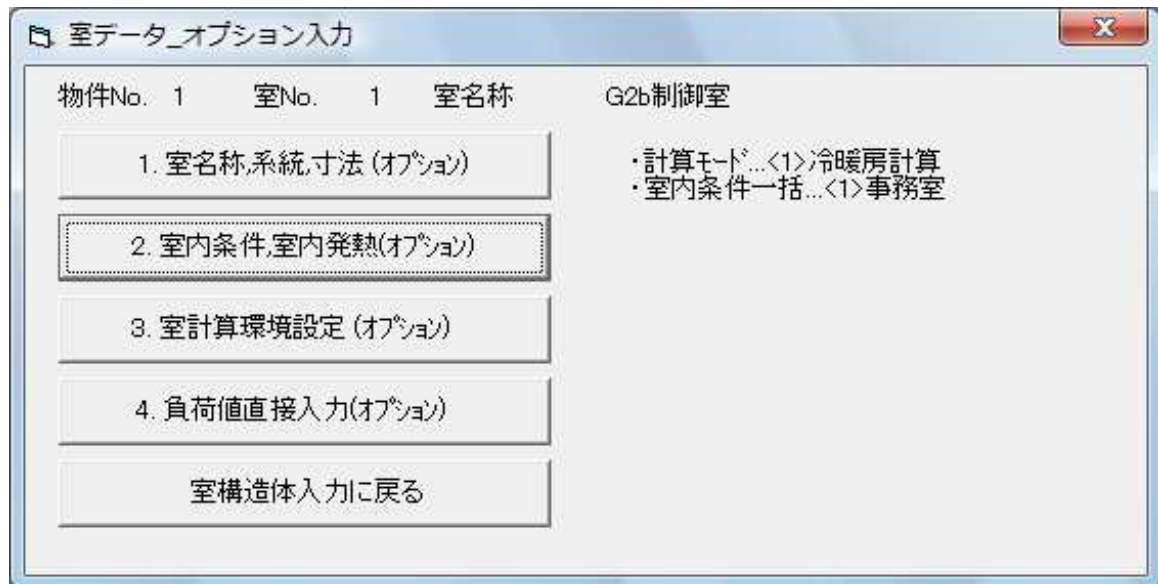 室データ_オプション入力
物件No. 1 室No. 1 室名称 G2b制御室
1. 室名称,系統,寸法 (オプション)
・計算モード...<1>冷暖房計算
・室内条件一括...<1>事務室
2. 室内条件,室内発熱(オプション)
3. 室計算環境設定 (オプション)
4. 負荷値直接入力(オプション)
室構造体入力に戻る